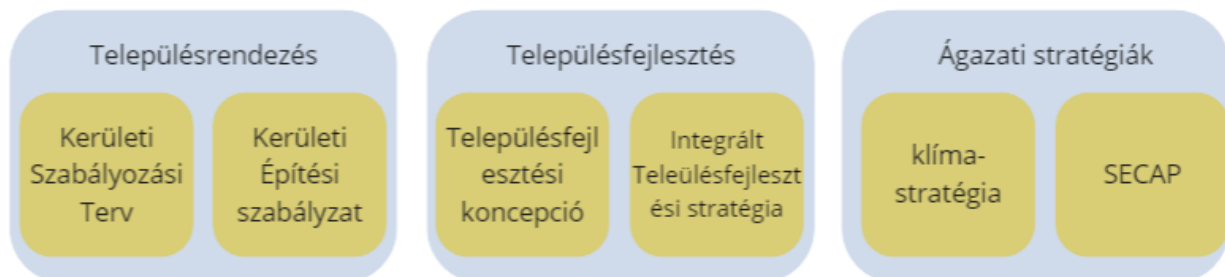 Településrendezés
Kerületi
Szabályozási
Terv
Kerületi
Építési
szabályzat
Településfejlesztés
Településfejl
esztési
koncepció
Integrált
Teleülésfejleszt
ési stratégia
Ágazati stratégiák
klíma-
stratégia
SECAP